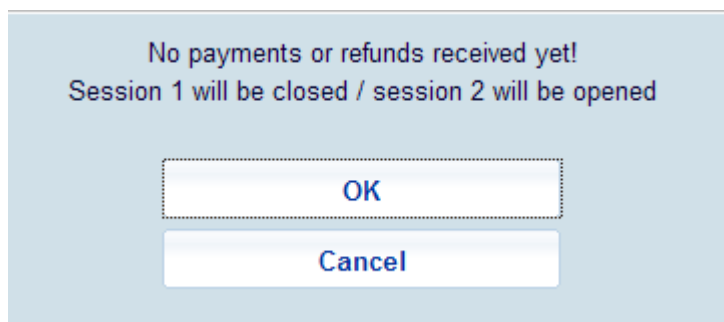 No payments or refunds received yet!
Session 1 will be closed / session 2 will be opened
OK
Cancel